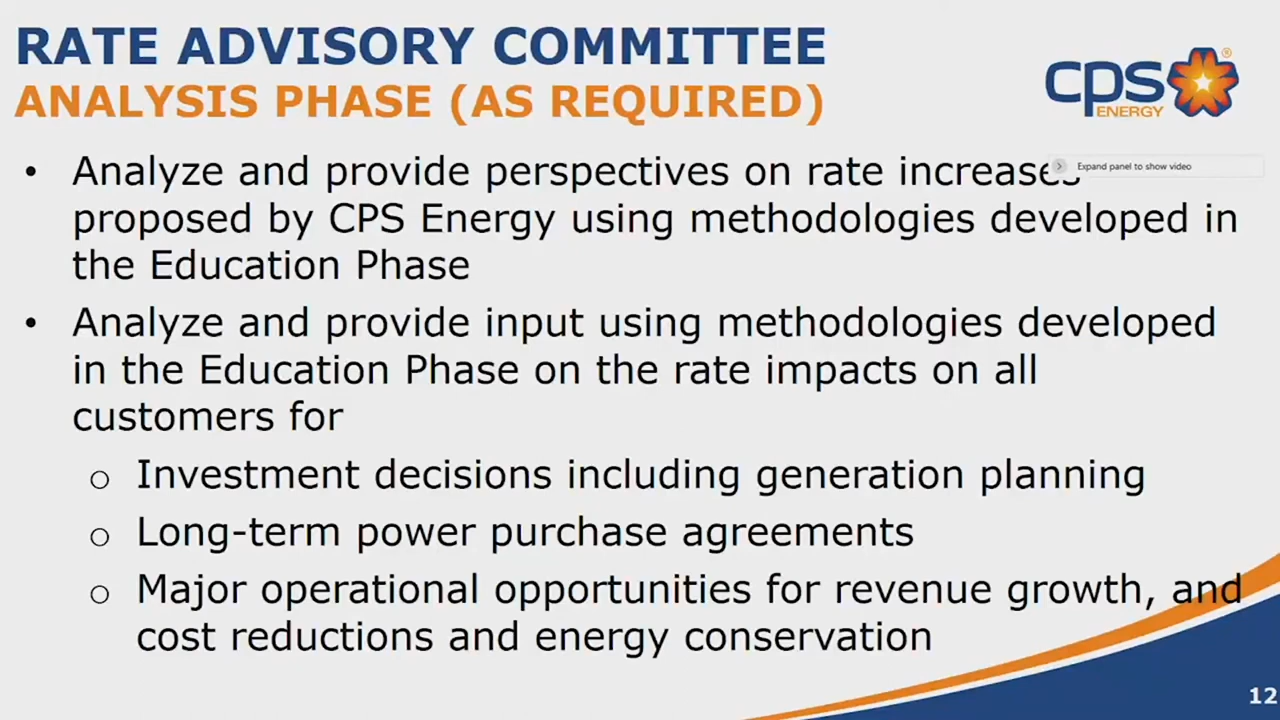 RATE ADVISORY COMMITTEE
ANALYSIS PHASE (AS REQUIRED)
cps
ENERGY
®
• Analyze and provide perspectives on rate increases
Expand panel to show video
proposed by CPS Energy using methodologies developed in
the Education Phase
• Analyze and provide input using methodologies developed
in the Education Phase on the rate impacts on all
customers for
o Investment decisions including generation planning
o Long-term power purchase agreements
o Major operational opportunities for revenue growth, and
cost reductions and energy conservation
12